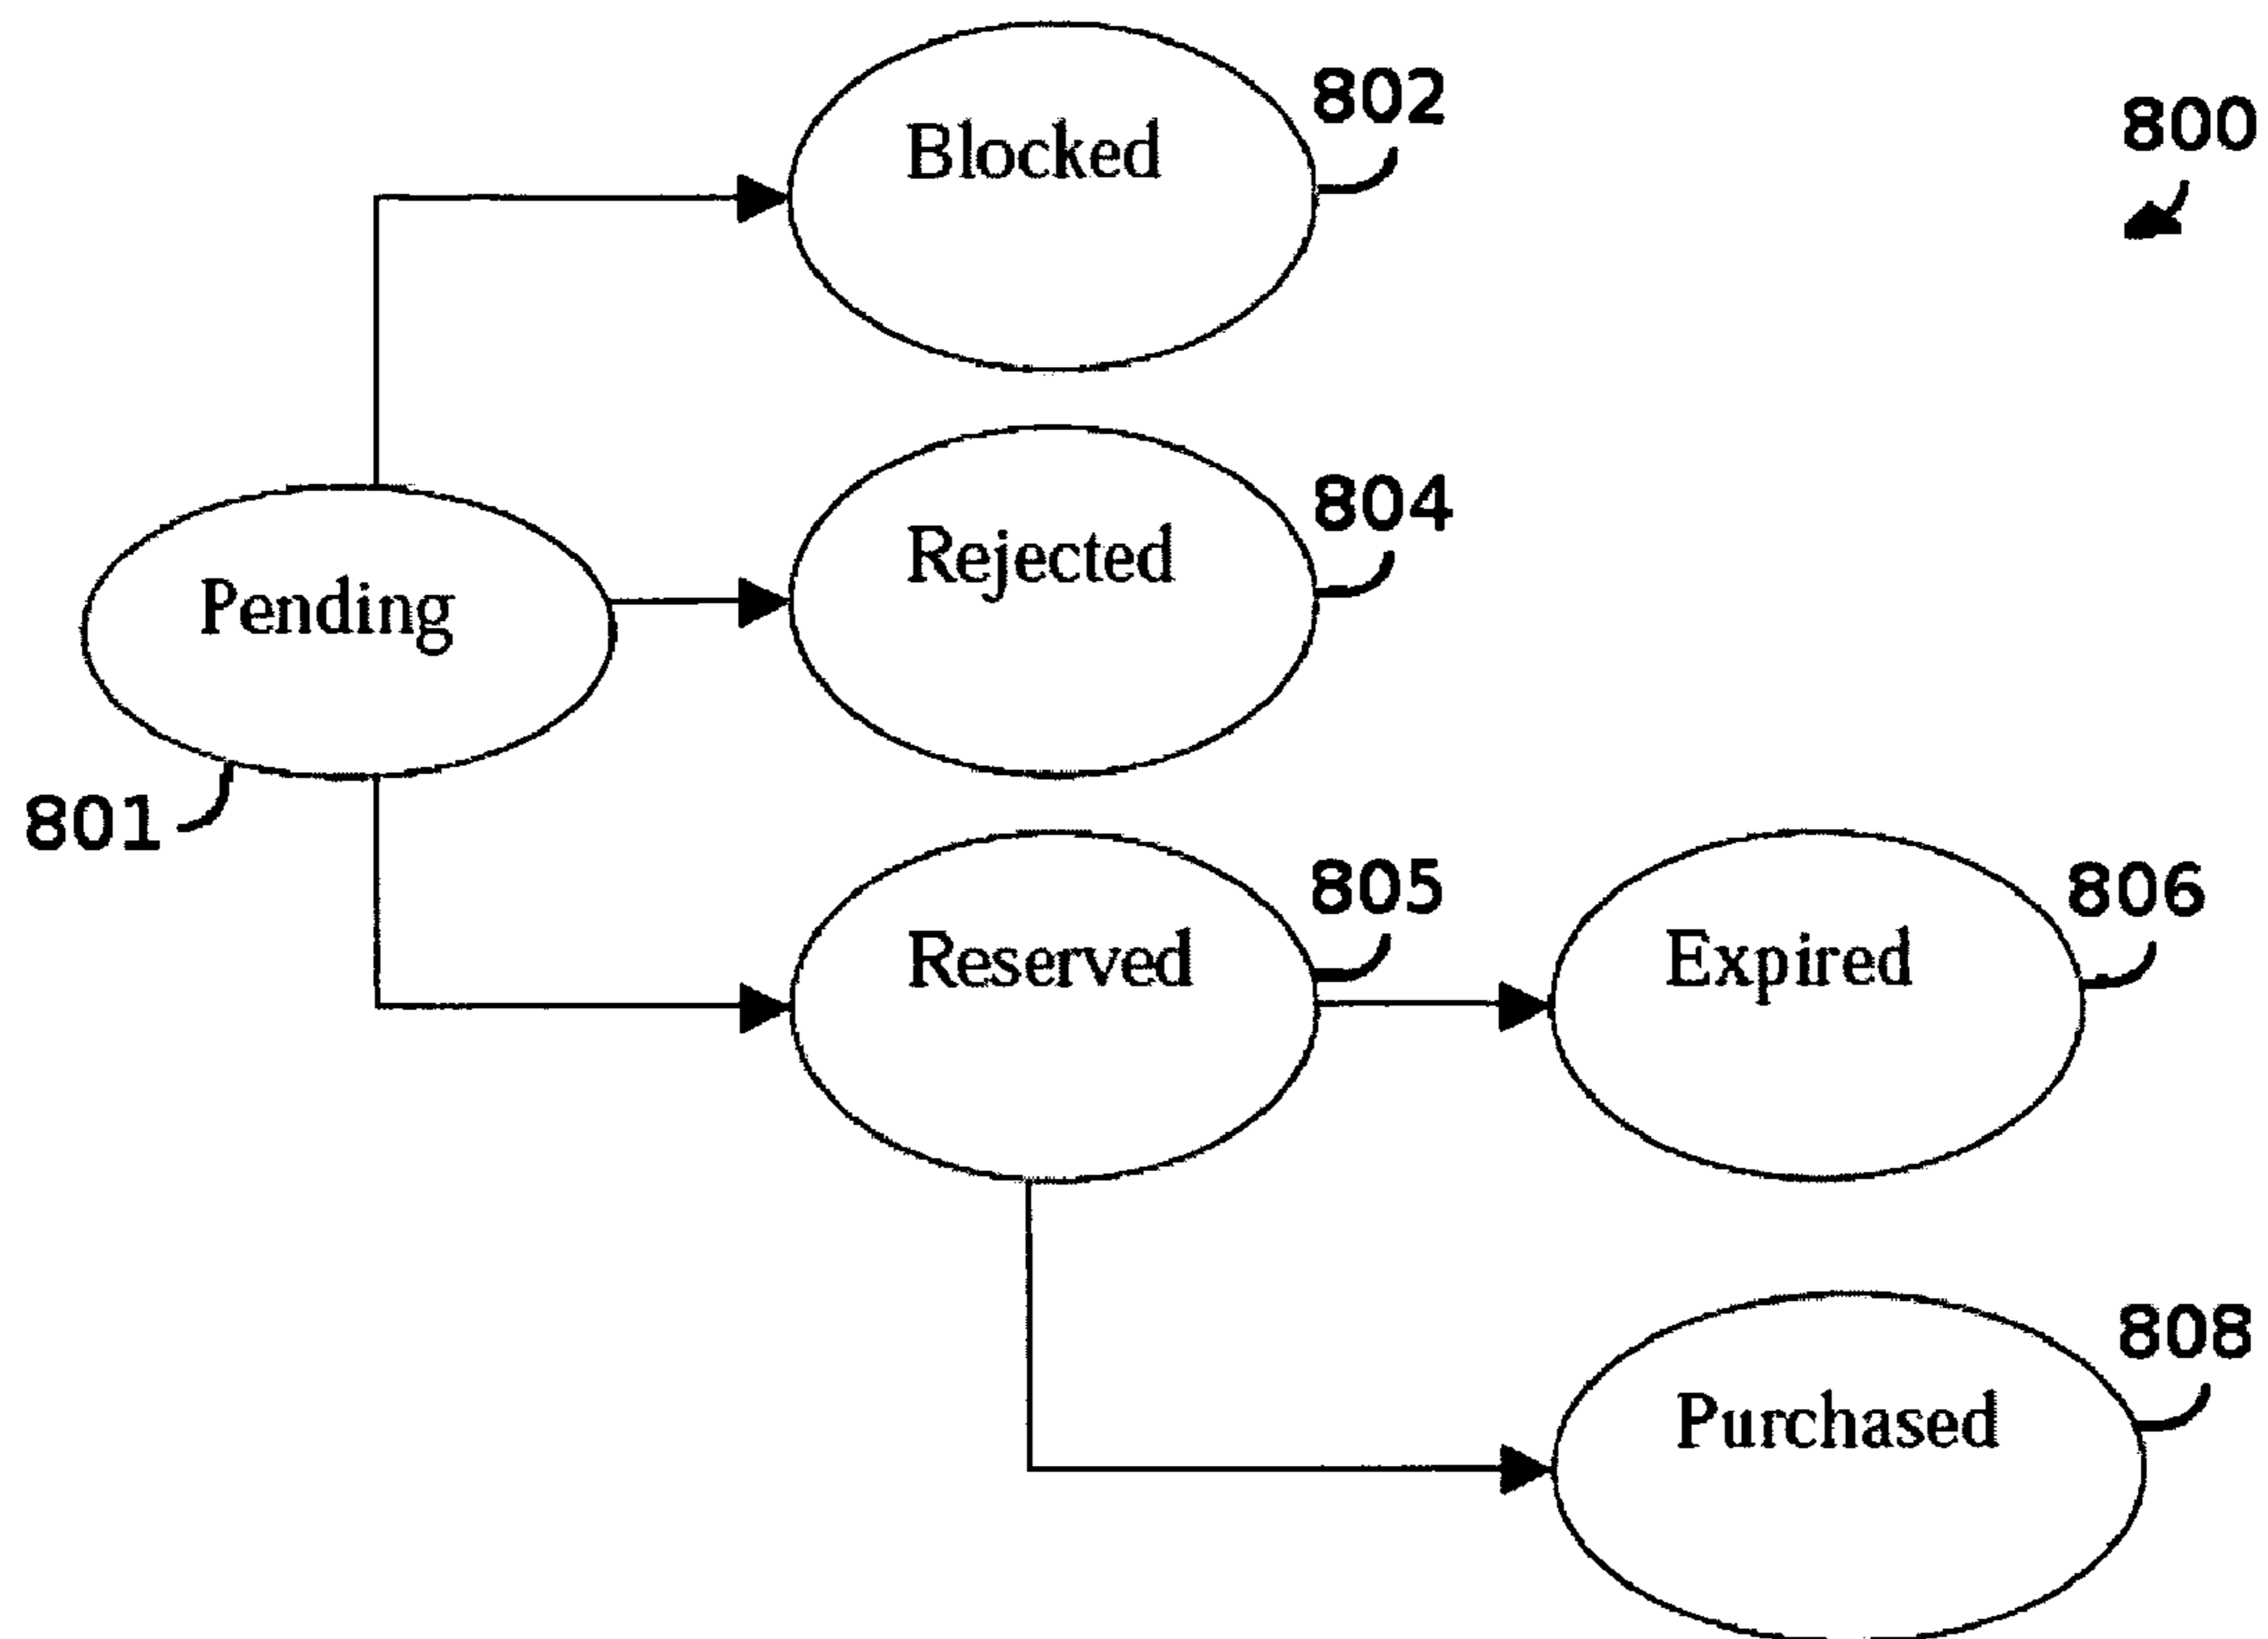 802
Blocked
800
804
Rejected
Pending
801
805
Reserved
806
Expired
808
Purchased